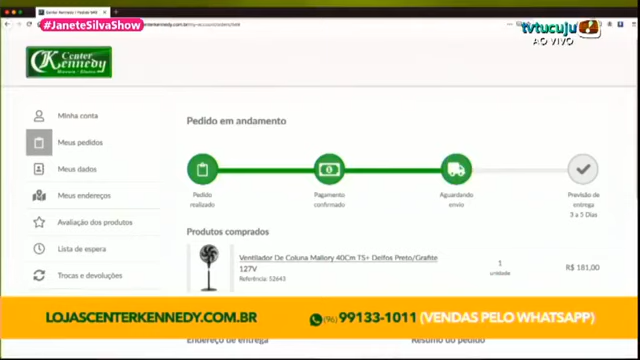 Center Kennedy | Pedido
#JaneteSilvaShow
tvtucuju
AO VIVO
Center
Kennedy
Minha conta
Meus pedidos
Meus dados
Meus endereços
Avaliação dos produtos
Lista de espera
Trocas e devoluções
Pedido em andamento
Pedido
realizado
Pagamento
confirmado
Aguardando
envio
Previsão de
entrega
3 a 5 Dias
Produtos comprados
Ventilador De Coluna Mallory 40Cm TS+ Delfos Preto/Grafite
127V
Referência: 52643
1
unidade
R$ 181,00
LOJASCENTERKENNEDY.COM.BR
(96) 99133-1011 (VENDAS PELO WHATSAPP)
Endereço de entrega
Resumo do pedido